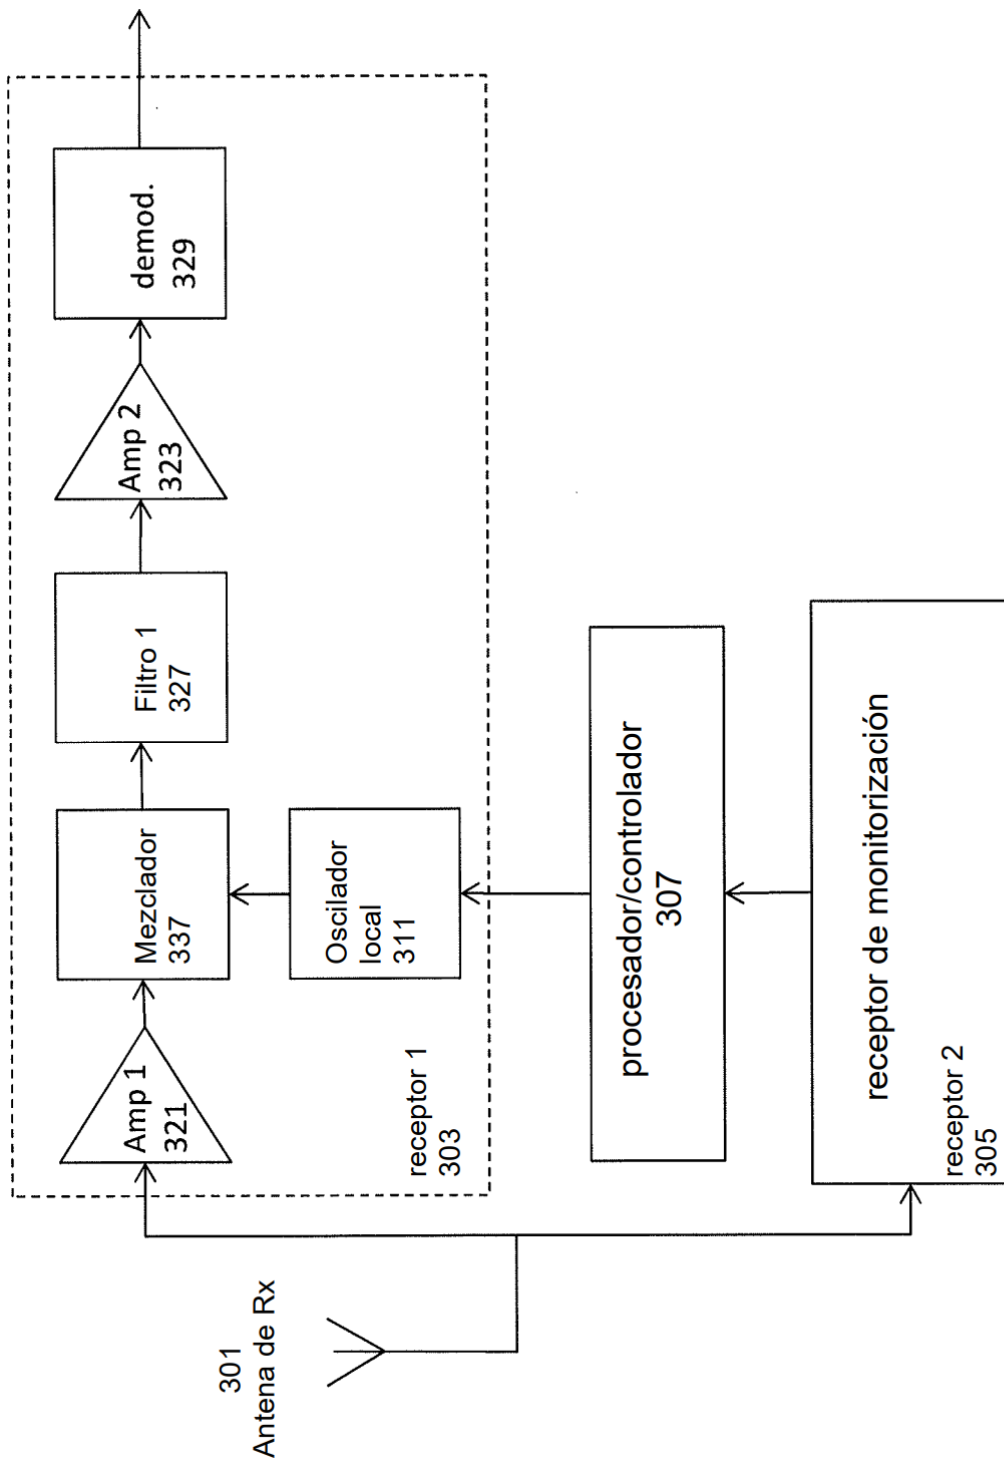 301
Antena de Rx
Amp 1
321
Mezclador
337
Filtro 1
327
Amp 2
323
demod.
329
Oscilador
local
311
receptor 1
303
procesador/controlador
307
receptor de monitorización
receptor 2
305